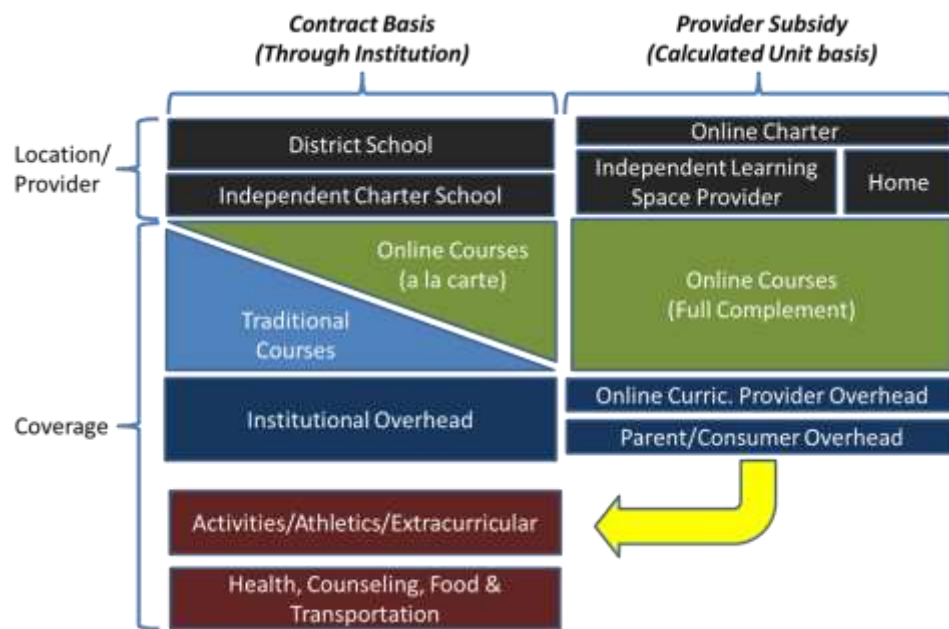 Contract Basis
(Through Institution)
Provider Subsidy
(Calculated Unit basis)
Location/
Provider
District School
Independent Charter School
Online Charter
Independent Learning
Space Provider
Home
Online Courses
(a la carte)
Traditional
Courses
Online Courses
(Full Complement)
Coverage
Institutional Overhead
Online Curric. Provider Overhead
Parent/Consumer Overhead
Activities/Athletics/Extracurricular
Health, Counseling, Food &
Transportation